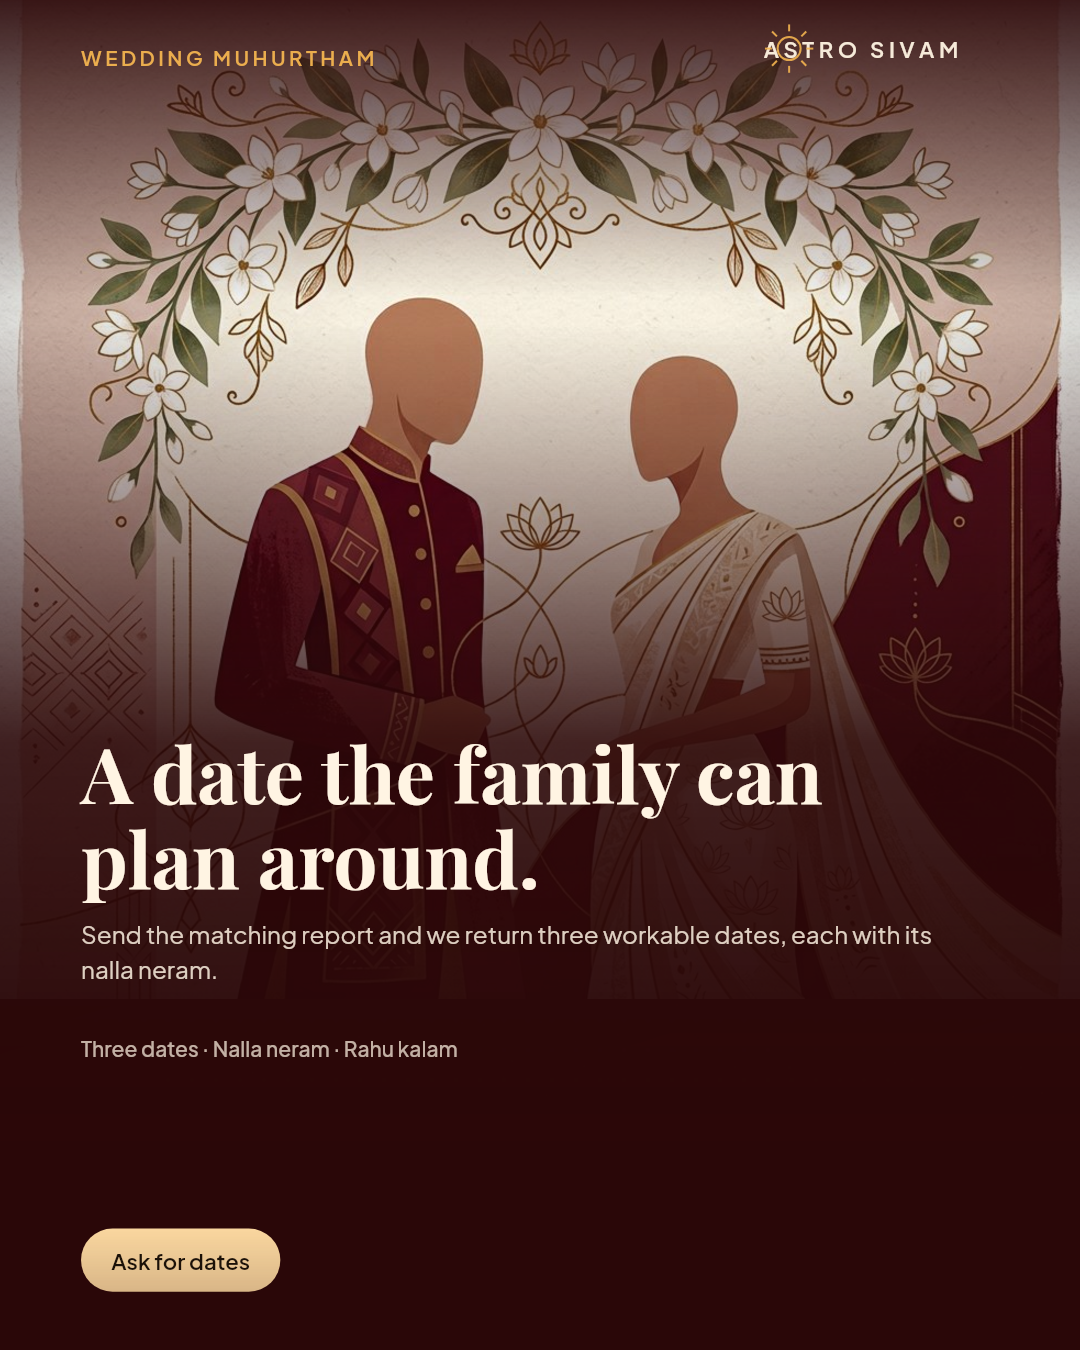 WEDDING MUHURTHAM
ASTRO SIVAM
A date the family can
plan around.
Send the matching report and we return three workable dates, each with its
nalla neram.
Three dates · Nalla neram · Rahu kalam
Ask for dates